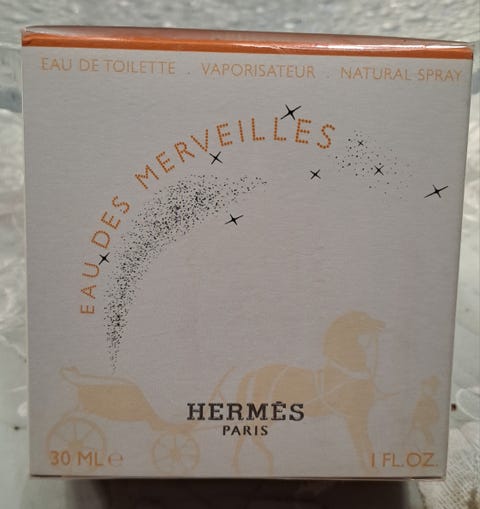 EAU DE TOILETTE . VAPORISATEUR . NATURAL SPRAY
EAU DES MERVEILLES
HERMÈS
PARIS
30 ML e 1 FL.OZ.